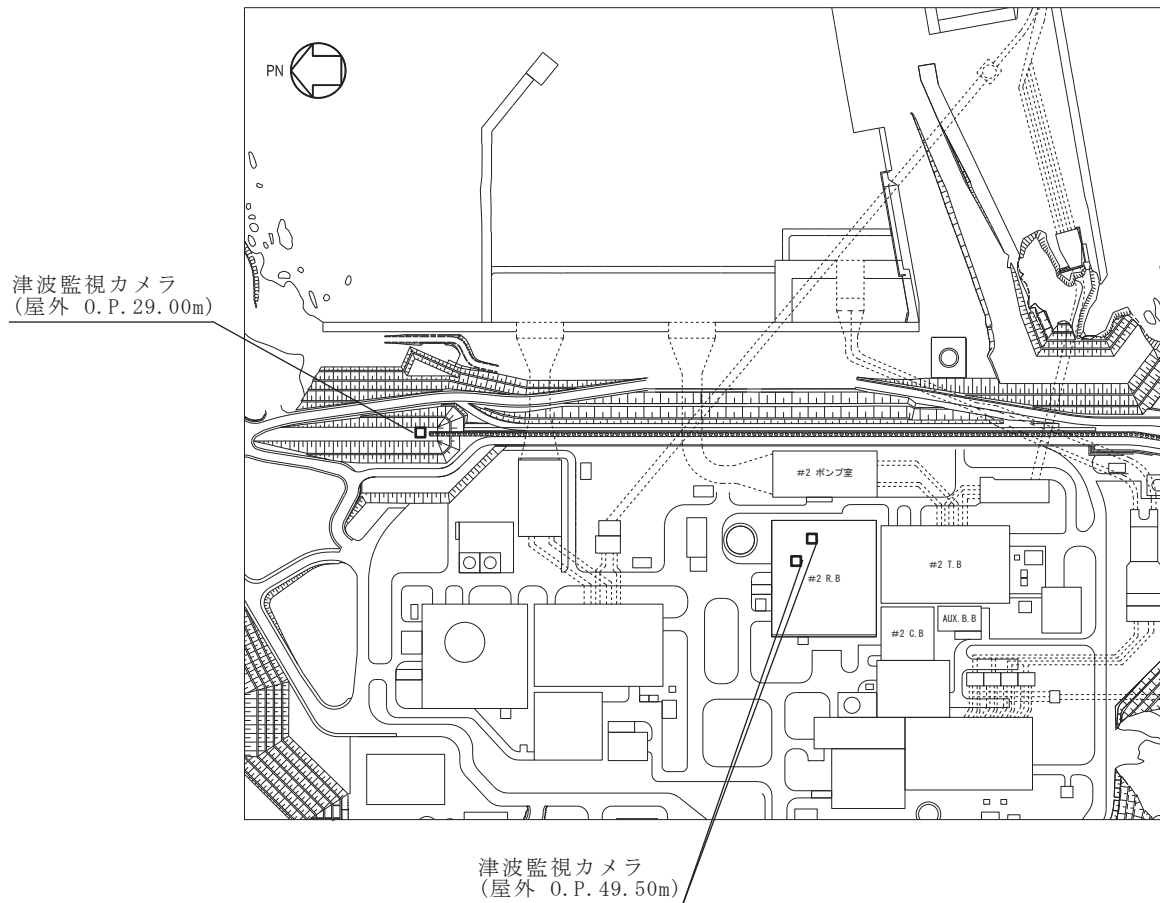 PN
津波監視カメラ
(屋外 O.P.29.00m)
#2 ポンプ室
#2 R.B
#2 T.B
#2 C.B
AUX.B.B
津波監視カメラ
(屋外 O.P.49.50m)